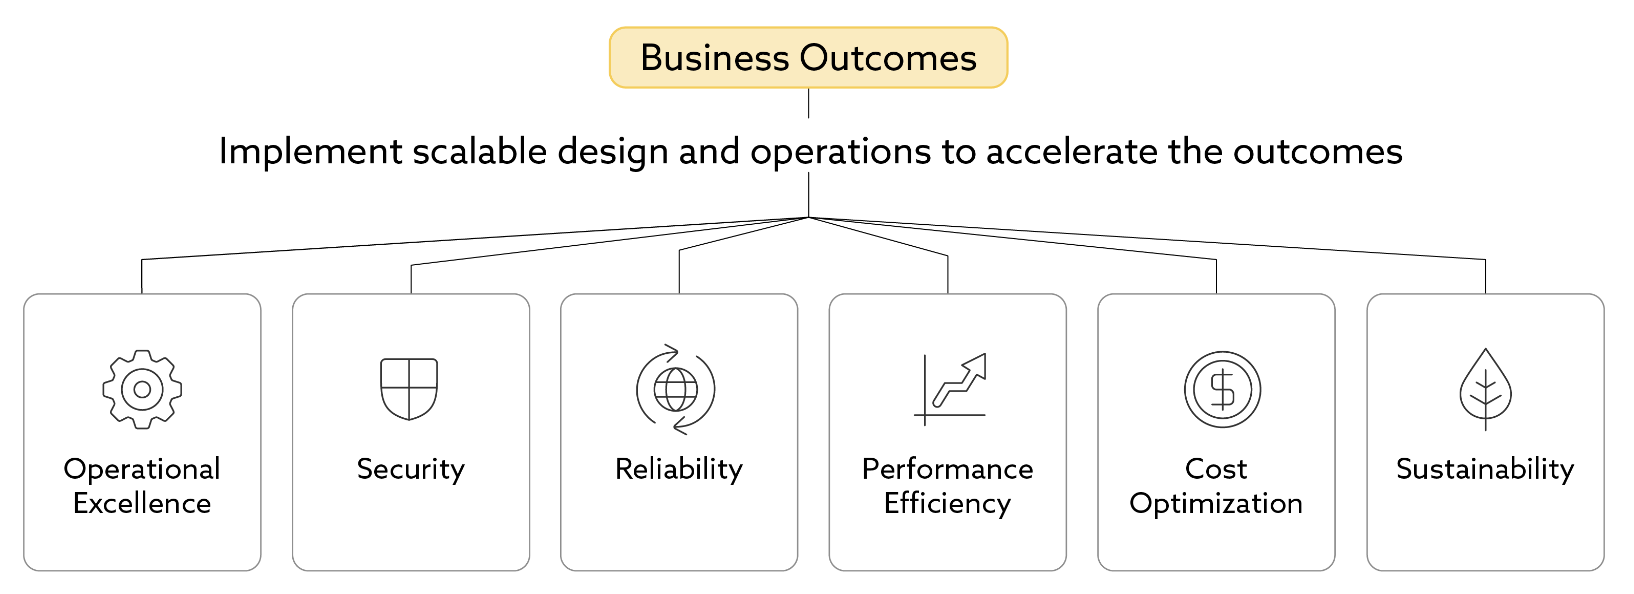 Business Outcomes
Implement scalable design and operations to accelerate the outcomes
Operational
Excellence
Security
Reliability
Performance
Efficiency
Cost
Optimization
Sustainability